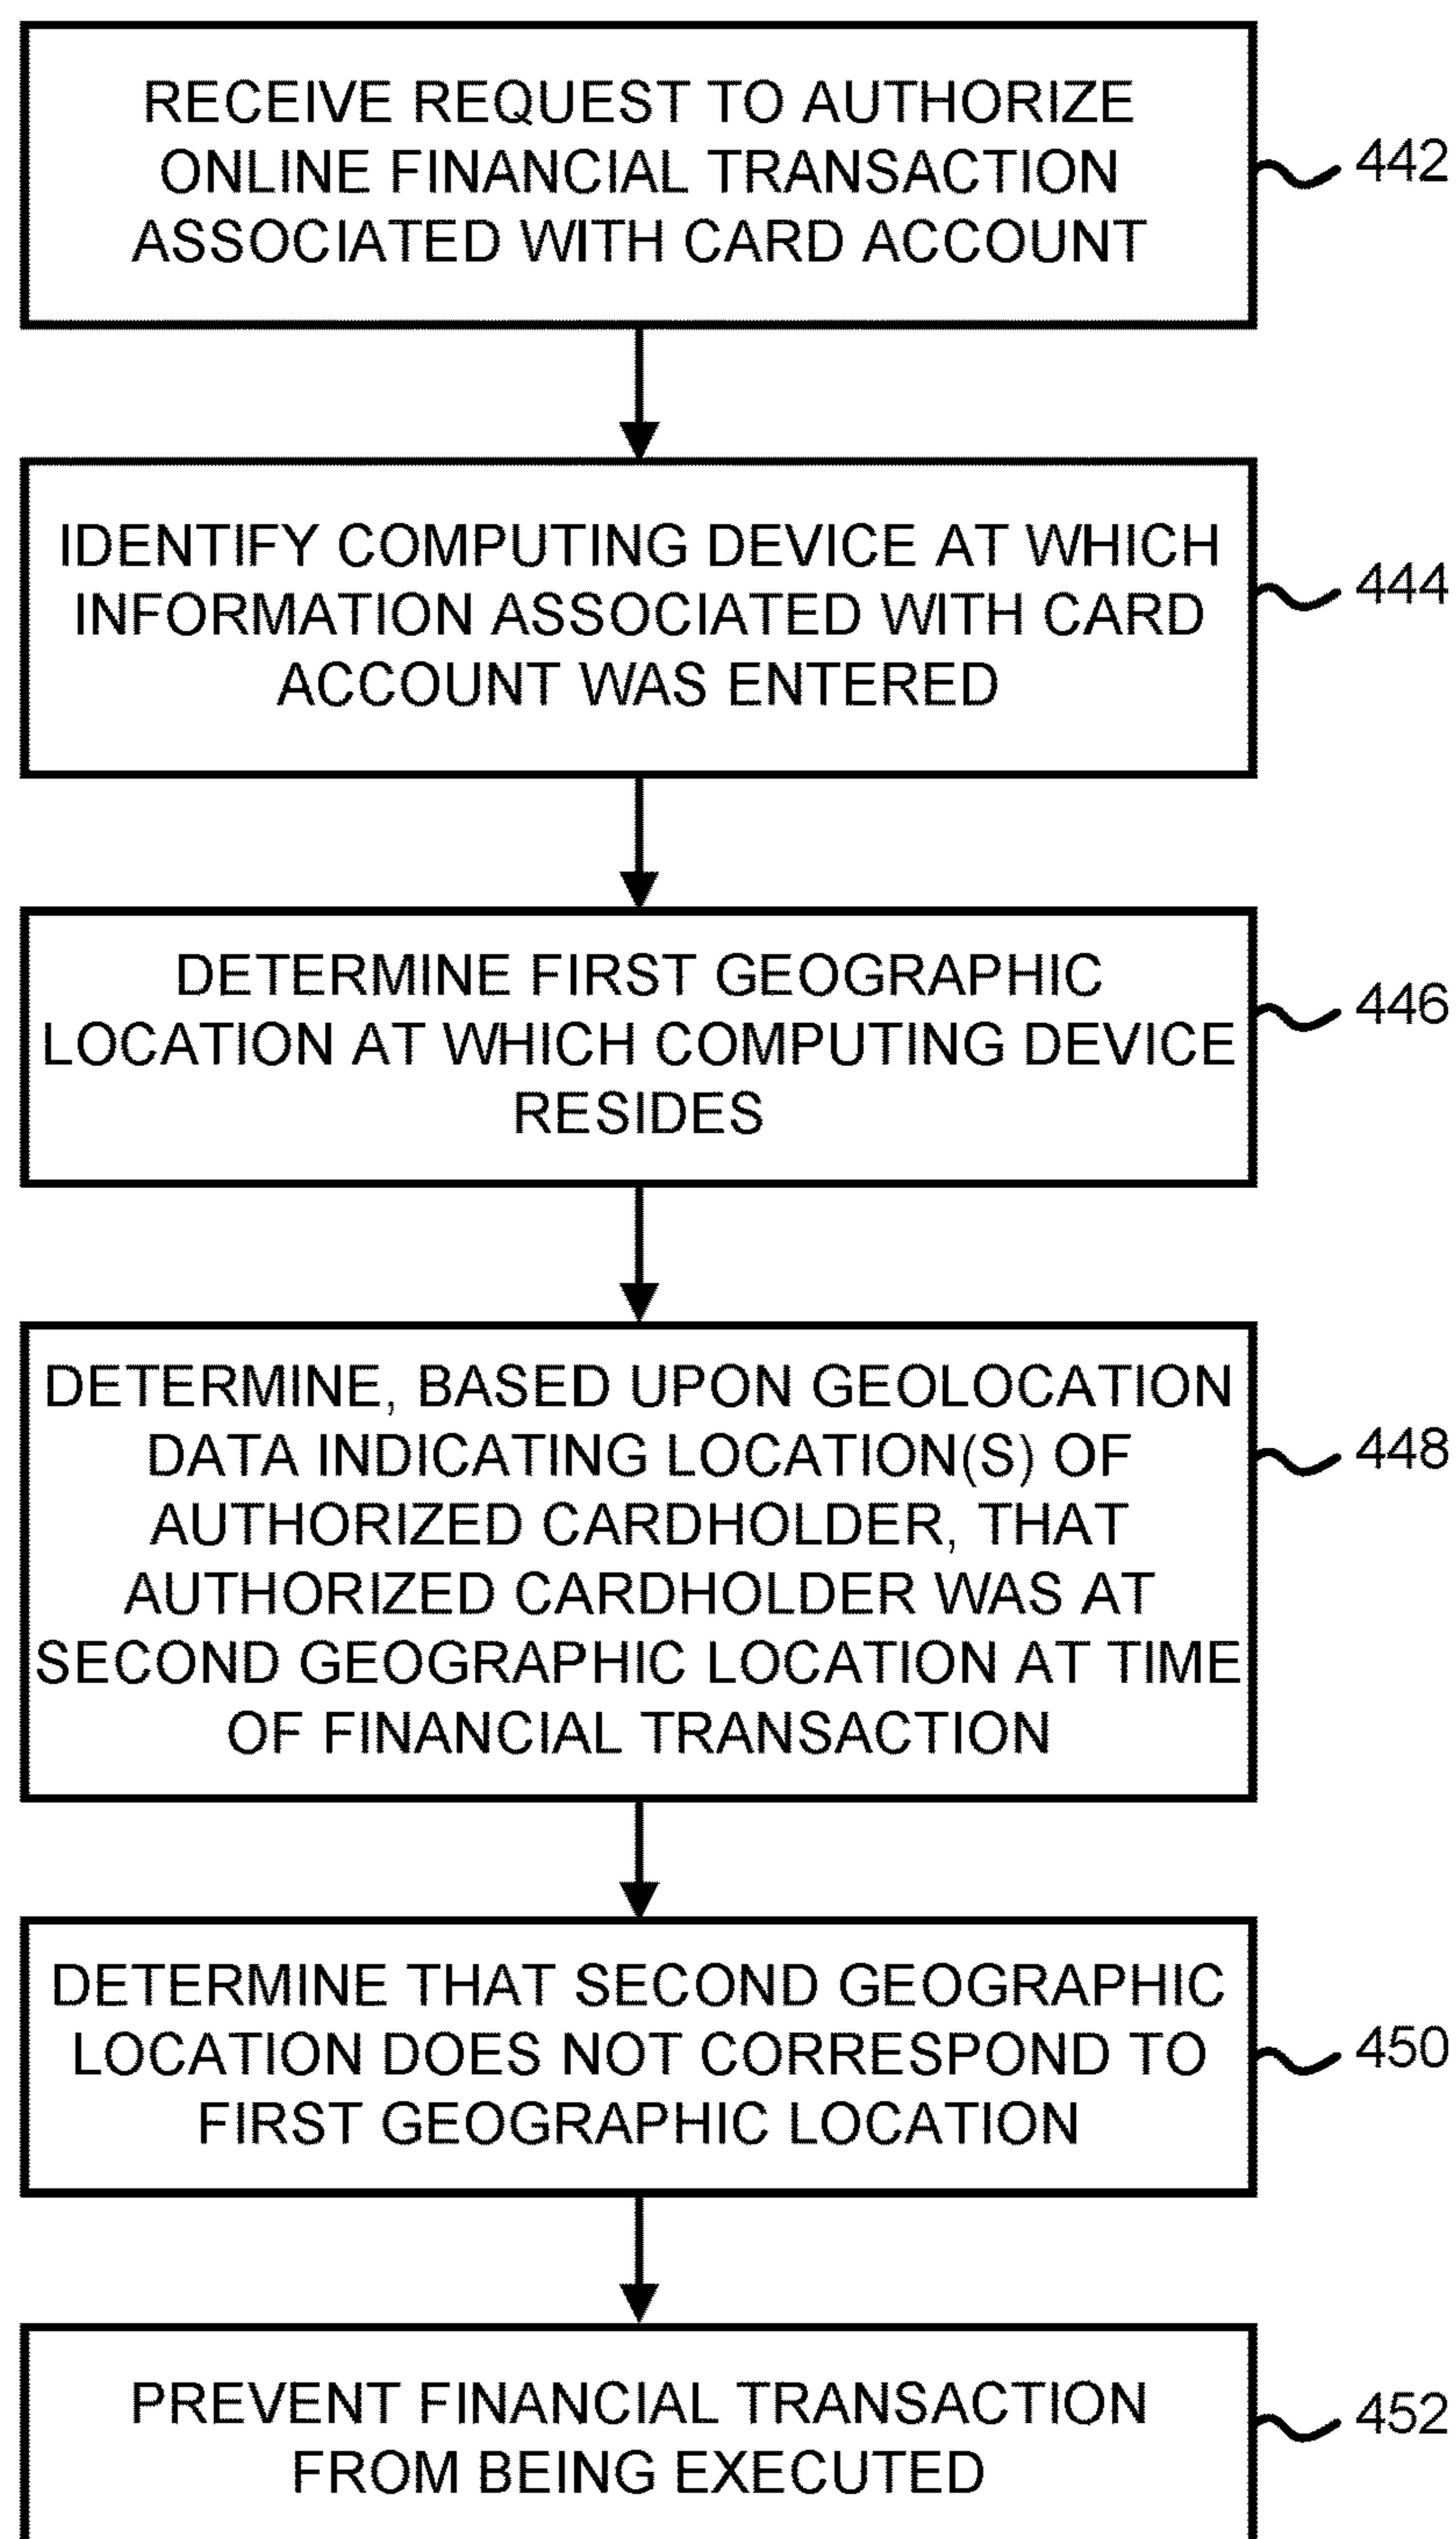 RECEIVE REQUEST TO AUTHORIZE
ONLINE FINANCIAL TRANSACTION
ASSOCIATED WITH CARD ACCOUNT
442
IDENTIFY COMPUTING DEVICE AT WHICH
INFORMATION ASSOCIATED WITH CARD
ACCOUNT WAS ENTERED
444
DETERMINE FIRST GEOGRAPHIC
LOCATION AT WHICH COMPUTING DEVICE
RESIDES
446
DETERMINE, BASED UPON GEOLOCATION
DATA INDICATING LOCATION(S) OF
AUTHORIZED CARDHOLDER, THAT
AUTHORIZED CARDHOLDER WAS AT
SECOND GEOGRAPHIC LOCATION AT TIME
OF FINANCIAL TRANSACTION
448
DETERMINE THAT SECOND GEOGRAPHIC
LOCATION DOES NOT CORRESPOND TO
FIRST GEOGRAPHIC LOCATION
450
PREVENT FINANCIAL TRANSACTION
FROM BEING EXECUTED
452